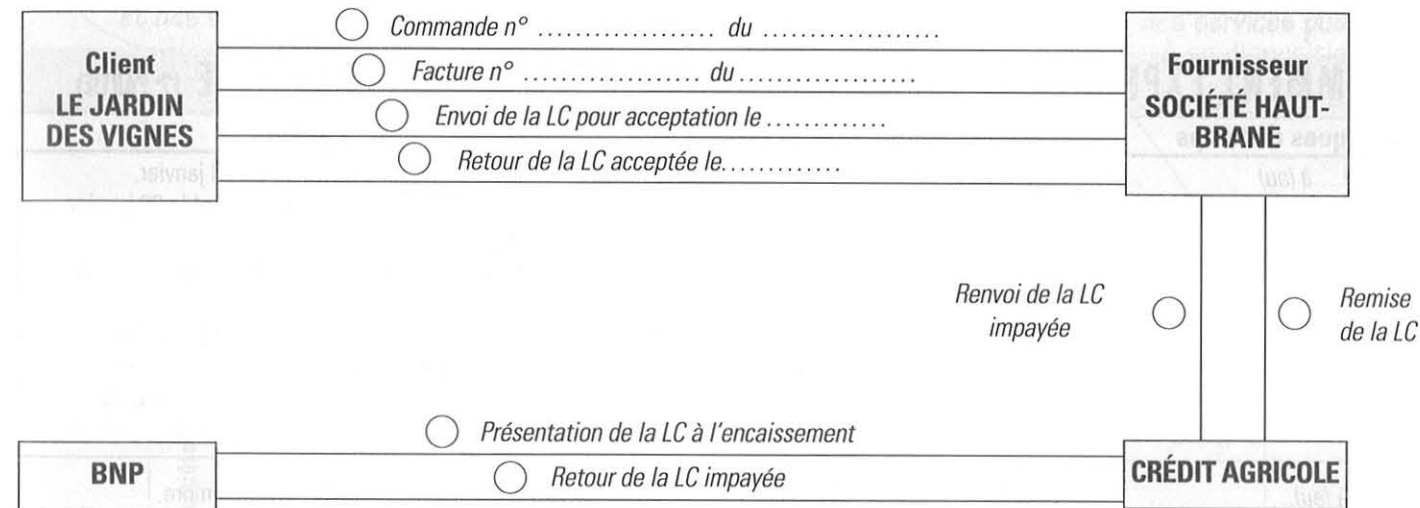 Commande n° ................... du ...................
Client
LE JARDIN
DES VIGNES
Facture n° ................... du...................
Envoi de la LC pour acceptation le .............
Retour de la LC acceptée le.............
Fournisseur
SOCIÉTÉ HAUT-
BRANE
à (au)
janvier.
Renvoi de la LC
impayée
Remise
de la LC
Présentation de la LC à l'encaissement
BNP
Retour de la LC impayée
CRÉDIT AGRICOLE